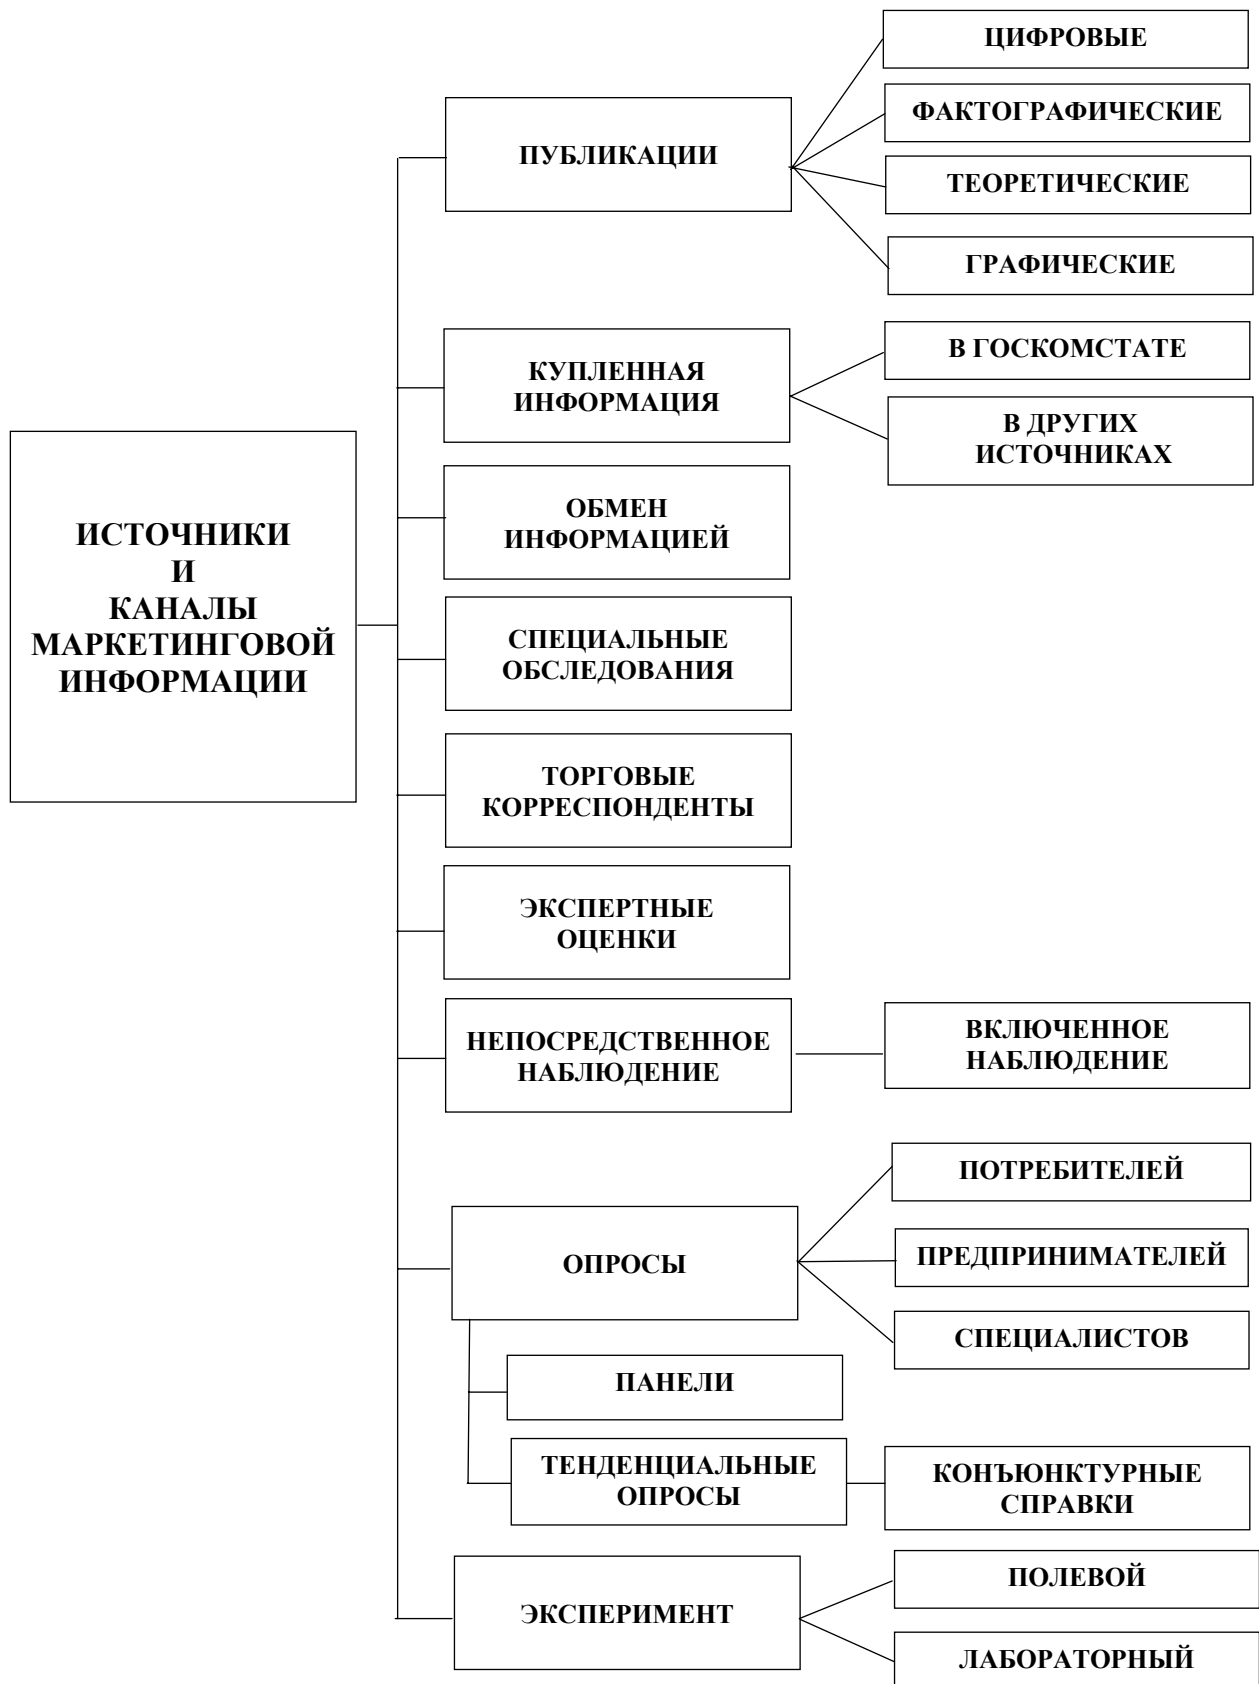 ИСТОЧНИКИ
И
КАНАЛЫ
МАРКЕТИНГОВОЙ
ИНФОРМАЦИИ
ПУБЛИКАЦИИ
ЦИФРОВЫЕ
ФАКТОГРАФИЧЕСКИЕ
ТЕОРЕТИЧЕСКИЕ
ГРАФИЧЕСКИЕ
КУПЛЕННАЯ
ИНФОРМАЦИЯ
В ГОСКОМСТАТЕ
В ДРУГИХ
ИСТОЧНИКАХ
ОБМЕН
ИНФОРМАЦИЕЙ
СПЕЦИАЛЬНЫЕ
ОБСЛЕДОВАНИЯ
ТОРГОВЫЕ
КОРРЕСПОНДЕНТЫ
ЭКСПЕРТНЫЕ
ОЦЕНКИ
НЕПОСРЕДСТВЕННОЕ
НАБЛЮДЕНИЕ
ВКЛЮЧЕННОЕ
НАБЛЮДЕНИЕ
ОПРОСЫ
ПОТРЕБИТЕЛЕЙ
ПРЕДПРИНИМАТЕЛЕЙ
СПЕЦИАЛИСТОВ
ПАНЕЛИ
ТЕНДЕНЦИАЛЬНЫЕ
ОПРОСЫ
КОНЪЮНКТУРНЫЕ
СПРАВКИ
ЭКСПЕРИМЕНТ
ПОЛЕВОЙ
ЛАБОРАТОРНЫЙ